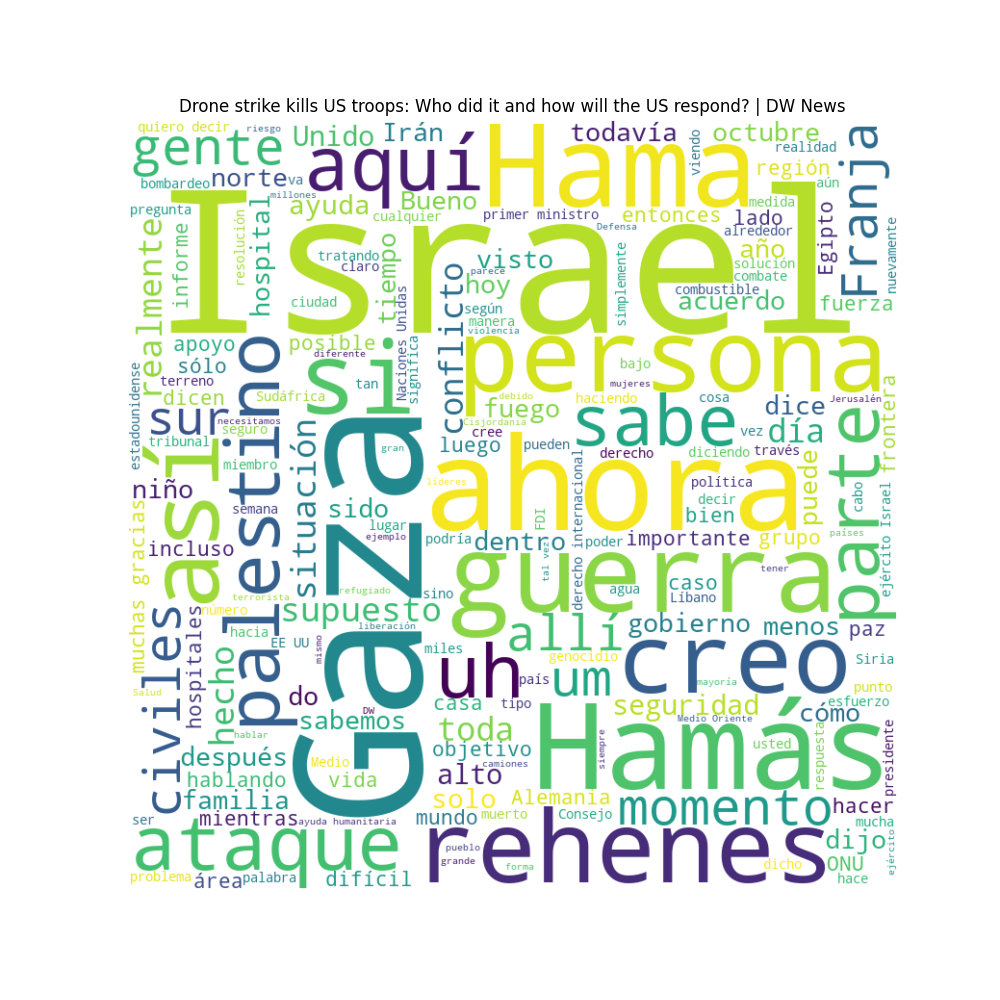 Drone strike kills US troops: Who did it and how will the US respond? | DW News
quiero decir
riesgo
gente
Unido
Irán
aquí
Hama
todavía
viendo
octubre
realidad
Franja
bombardeo
norte
va
millones
región
aún
pregunta
Israel
resolución
hospital
ayuda
Bueno
cualquier
primer ministro
Defensa
entonces
lado
medida
alrededor
Egipto
nuevamente
realmente
informe
tratando
claro
tiempo
visto
parece
simplemente
año
solución
combate
combustible
ciudad
Naciones Unidas
conflicto
hoy
según
manera
violencia
acuerdo
fuerza
apoyo
posible
diferente
sólo
terreno
dicen
palestino
Sudáfrica
si
tan
significa
persona
bajo
mujeres
estadounidense
sur
necesitamos
seguro
tribunal
así
miembro
situación
gran
Gaza
debido
Cisjordania
fuego
haciendo
cree
luego
pueden
sabe
cosa
vez
dice
día
Jerusalén
frontera
parte
derecho
diciendo
través
niño
semana
sido
lugar
ejemplo
líderes
ahora
política
decir
bien
puede
cabo
muchas gracias
incluso
podría
dentro
FDI
tal vez
derecho internacional
poder
importante
grupo
países
ejército Israel
terrorista
refugiado
sino
guerra
agua
caso
Líbano
tener
civiles
número
hacia
hospitales
supuesto
liberación
EE UU
mismo
miles
allí
genocidio
gobierno
menos
paz
Siria
hecho
Salud
do
DW
uh
país
um
creo
mayoría
punto
esfuerzo
sabemos
casa
tipo
seguridad
Medio Oriente
cómo
hablar
después
Medio
toda
objetivo
siempre
Hamás
usted
respuesta
presidente
hablando
vida
alto
camiones
familia
solo
Alemania
momento
hacer
ser
mientras
ayuda humanitaria
mundo
muerto
Consejo
mucha
ataque
rehenes
dijo
ejército
pueblo
grande
forma
dicho
ONU
problema
área
palabra
difícil
hace